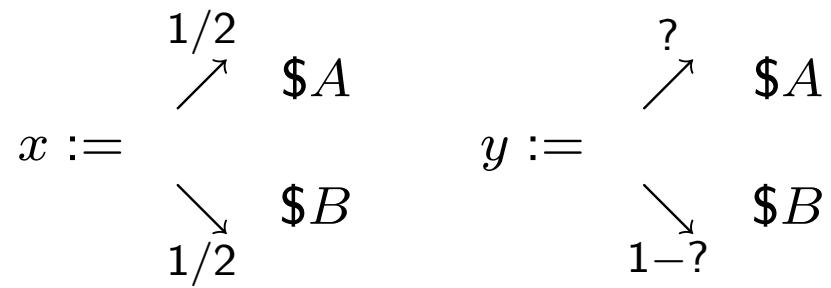 1/2 ?
$A $A
x := y :=
$B $B
1/2 1−?